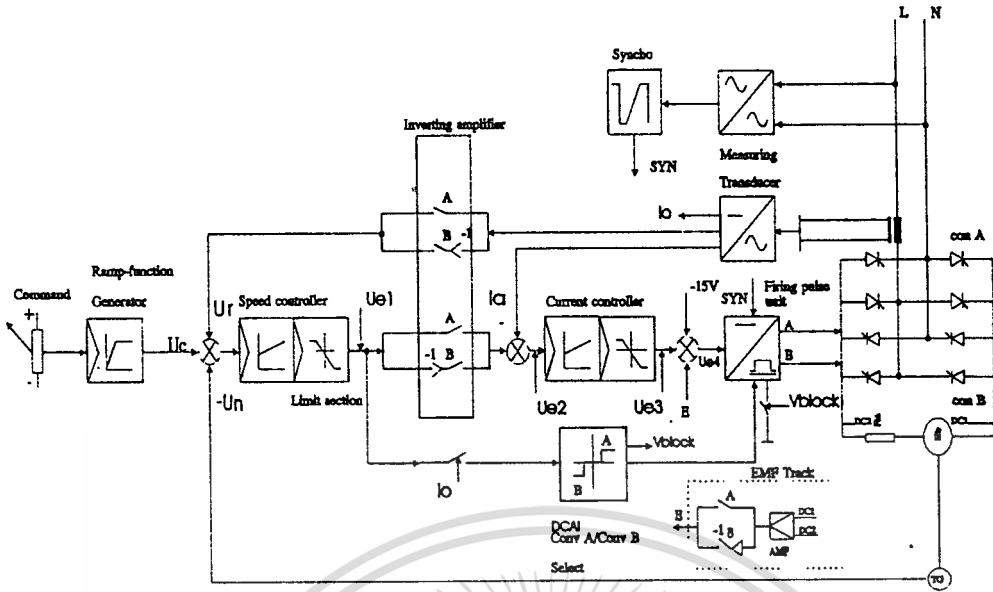 L N
Syncho
SYN
Measuring
Transducer
Io
Inverting amplifier
A
B -1
con A
Command
+
-
Ramp-function
Generator
Uc
Ur
-Un
Speed controller
Limit section
Ue1
A
-1 B
Ia
Ue2
Current controller
Ue3
-15V
E
Ue4
SYN
Firing pulse
unit
A
B
Vblock
con B
DC1
A
B
Vblock
Io
EMF Track
A
E
-1 B
AMP
DC1
DC2
DCAI
Conv A/Conv B
Select
TG